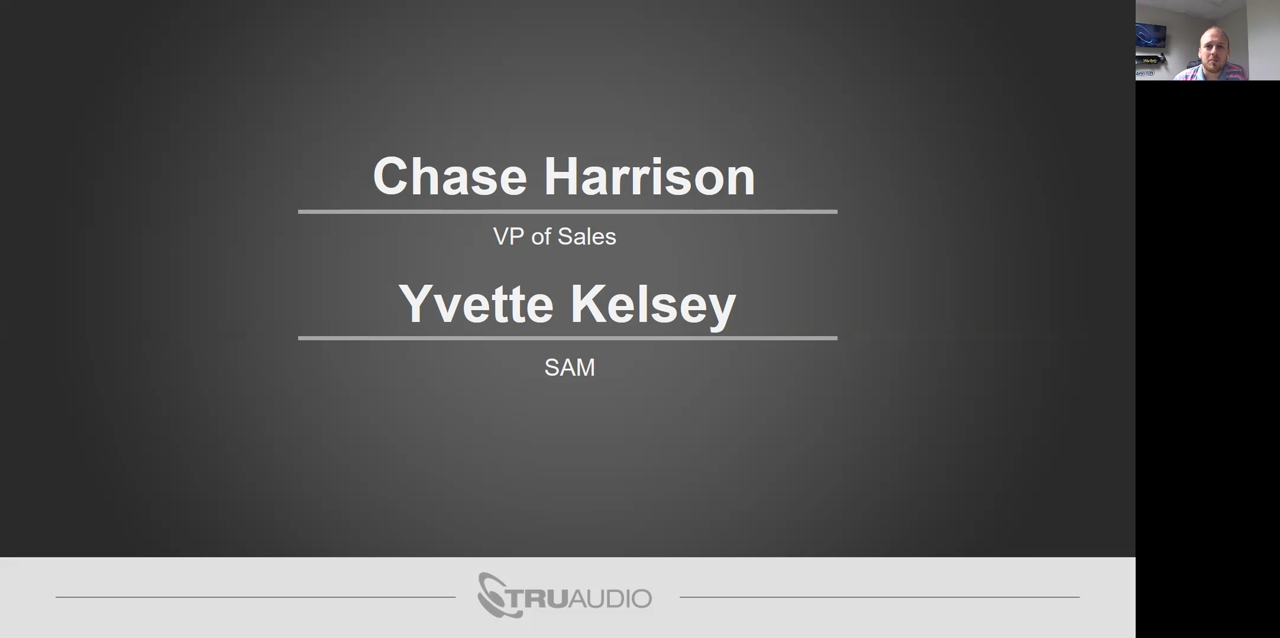 Chase Harrison
VP of Sales
Yvette Kelsey
SAM
TRUAUDIO